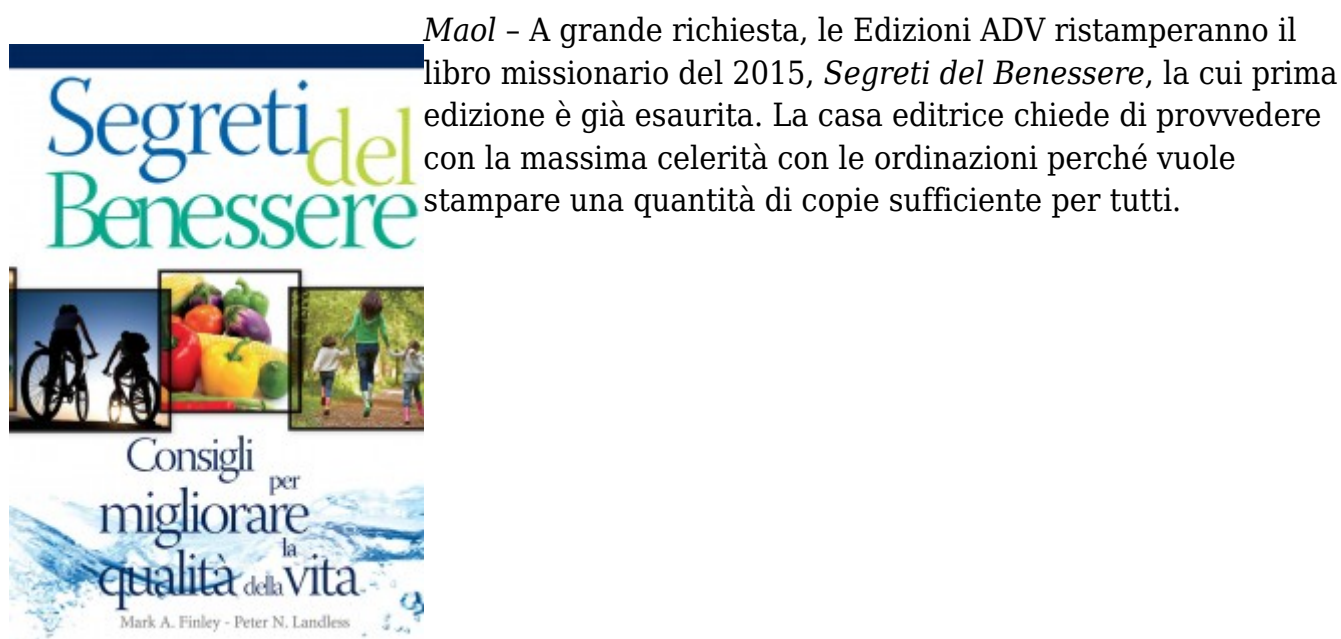 Maol – A grande richiesta, le Edizioni ADV ristamperanno il
libro missionario del 2015, Segreti del Benessere, la cui prima
edizione è già esaurita. La casa editrice chiede di provvedere
con la massima celerità con le ordinazioni perché vuole
stampare una quantità di copie sufficiente per tutti.
Segreti del
Benessere
Consigli
per
migliorare
la
qualità della vita
Mark A. Finley - Peter N. Landless